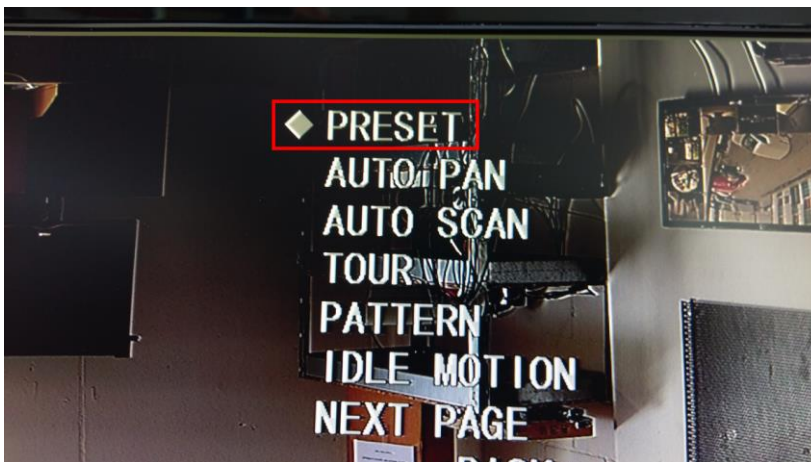 PRESET
AUTO PAN
AUTO SCAN
TOUR
PATTERN
IDLE MOTION
NEXT PAGE